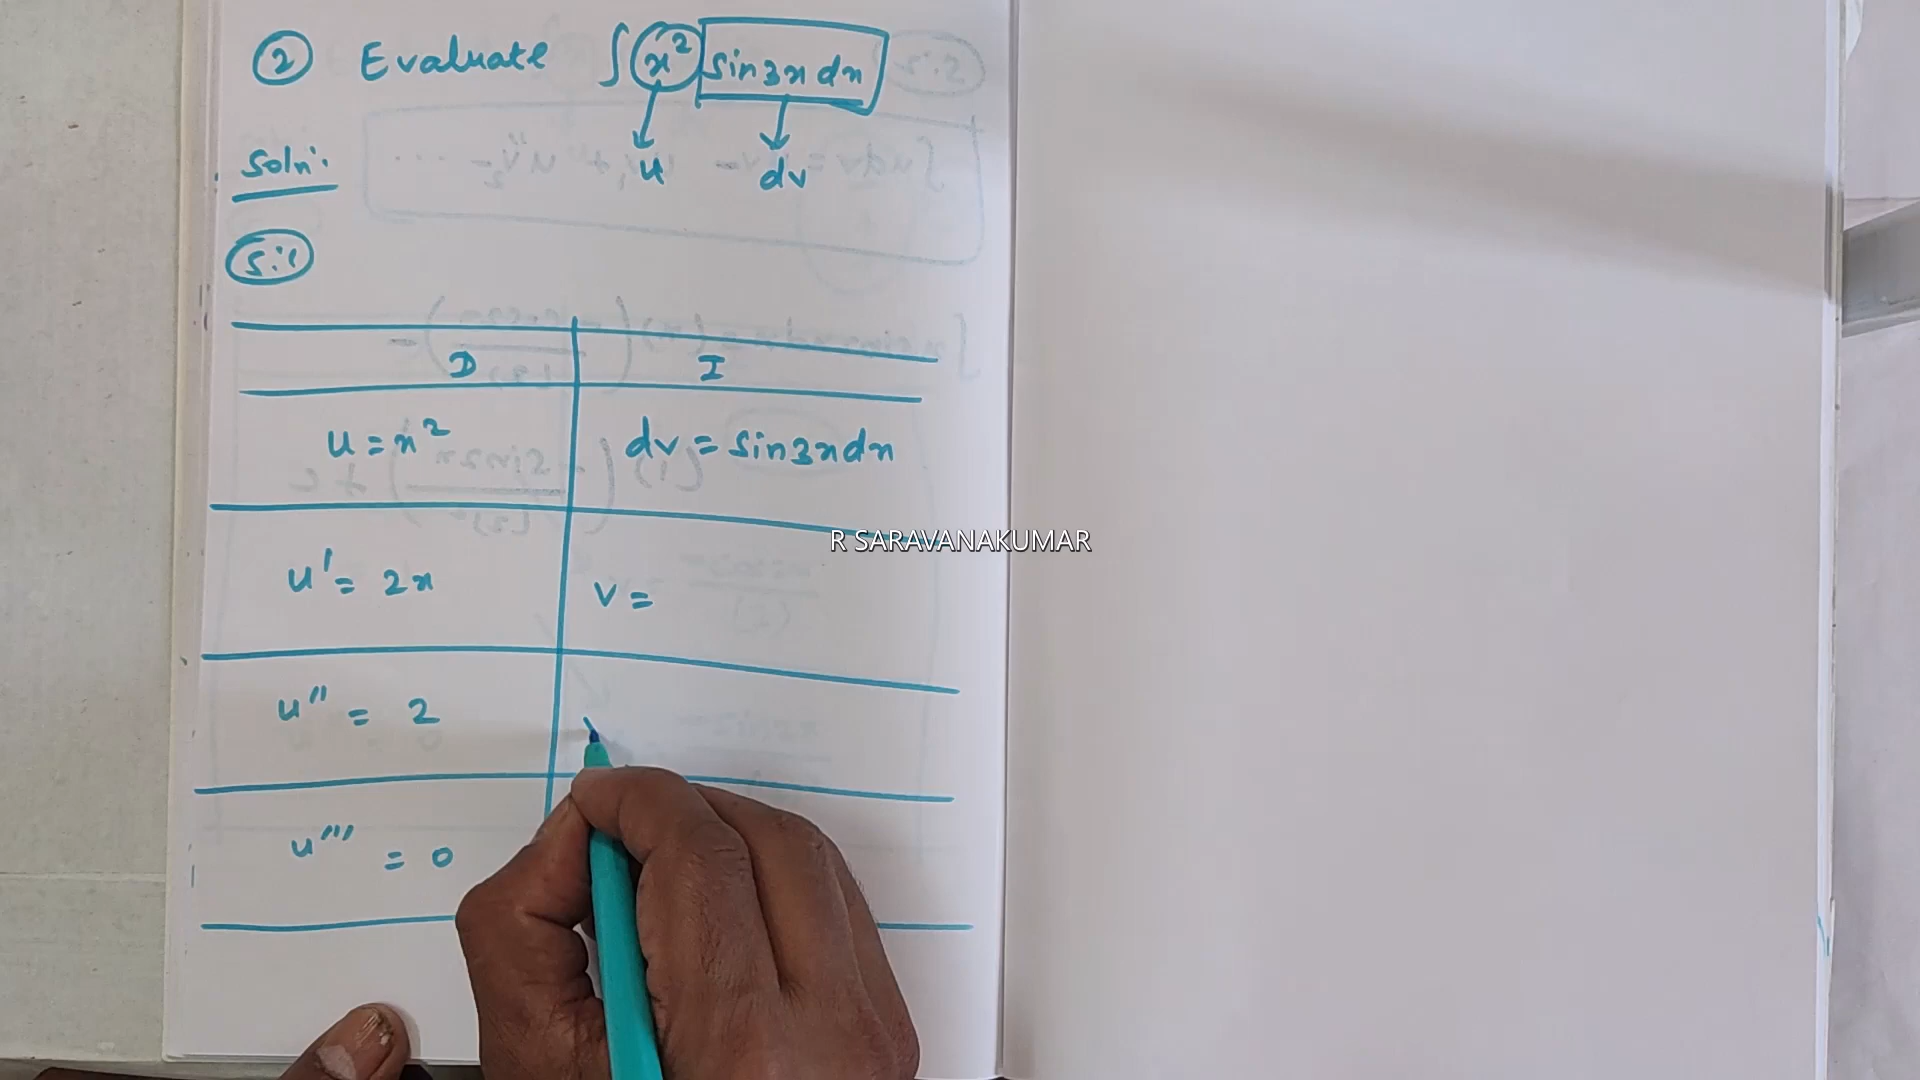 ② Evaluate ∫ x² sin3x dx
u dv
Soln:
S:1
D I
u = x² dv = sin3x dx
u' = 2x v =
R SARAVANAKUMAR
u'' = 2
u''' = 0